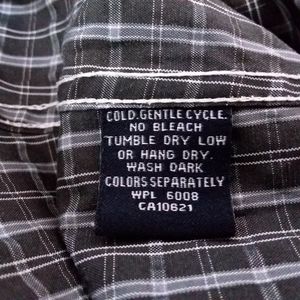 COLD.GENTLE CYCLE.
NO BLEACH
TUMBLE DRY LOW
OR HANG DRY.
WASH DARK
COLORS SEPARATELY
WPL 6008
CA10621